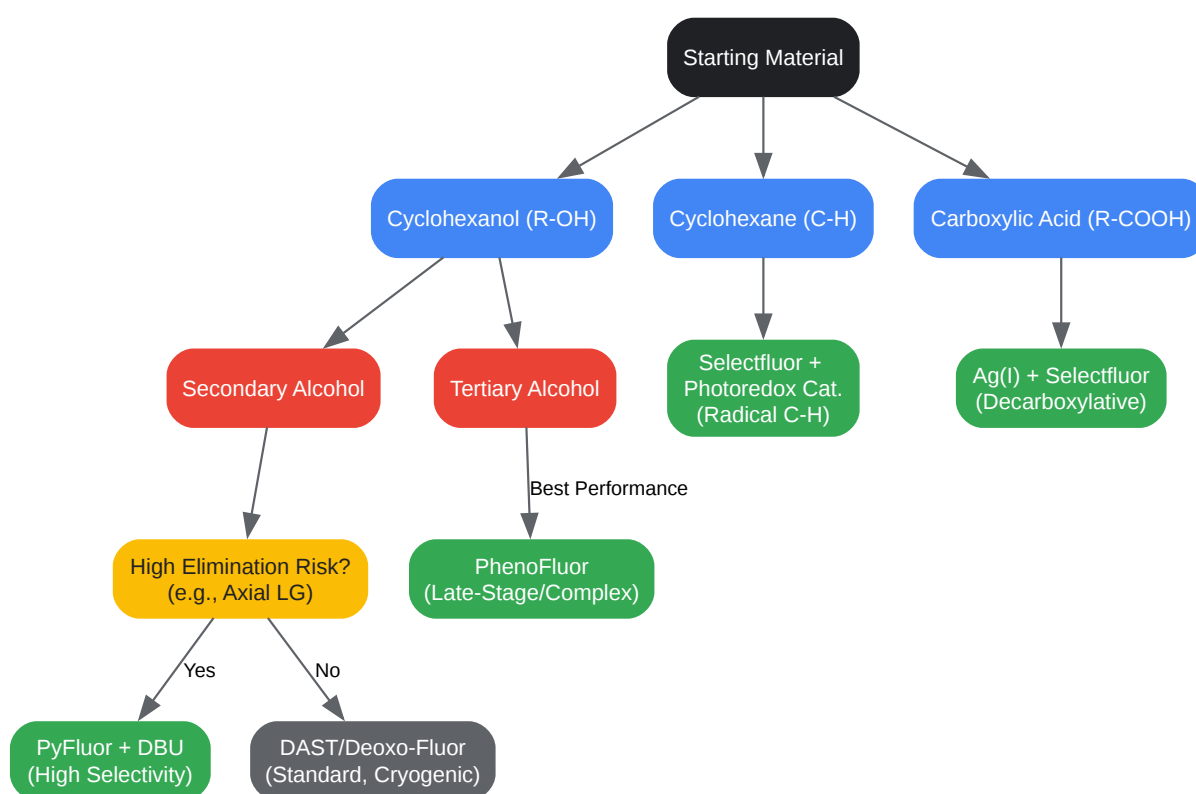 Starting Material
Cyclohexanol (R-OH)
Cyclohexane (C-H)
Carboxylic Acid (R-COOH)
Secondary Alcohol
Tertiary Alcohol
Selectfluor +
Photoredox Cat.
(Radical C-H)
Ag(I) + Selectfluor
(Decarboxylative)
Best Performance
High Elimination Risk?
(e.g., Axial LG)
PhenoFluor
(Late-Stage/Complex)
Yes
No
PyFluor + DBU
(High Selectivity)
DAST/Deoxo-Fluor
(Standard, Cryogenic)